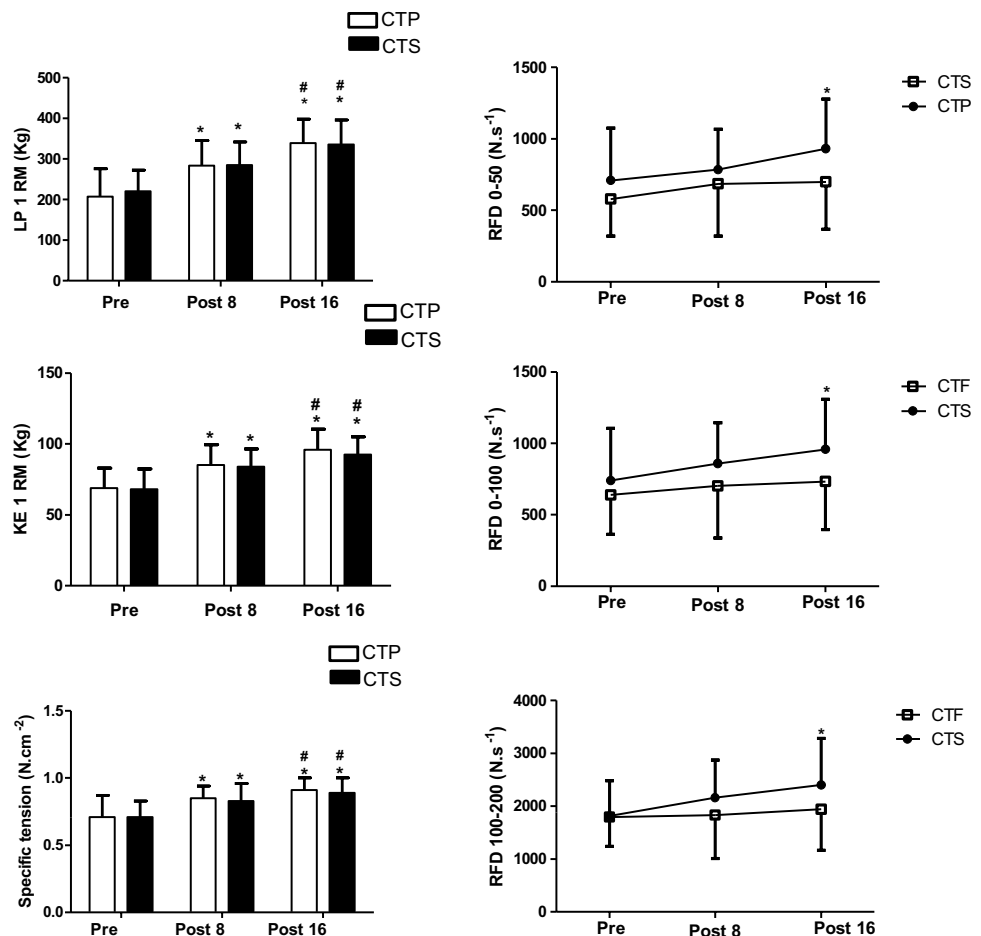 CTP
CTS
500
400
300
200
100
0
LP 1 RM (Kg)
* * # * # *
Pre Post 8 Post 16
1500
1000
500
0
RFD 0-50 (N.s⁻¹)
*
Pre Post 8 Post 16
CTS
CTP
CTP
CTS
150
100
50
0
KE 1 RM (Kg)
* * # * # *
Pre Post 8 Post 16
1500
1000
500
0
RFD 0-100 (N.s⁻¹)
*
Pre Post 8 Post 16
CTF
CTS
CTP
CTS
1.5
1.0
0.5
0.0
Specific tension (N.cm⁻²)
* * # * # *
Pre Post 8 Post 16
4000
3000
2000
1000
0
RFD 100-200 (N.s⁻¹)
*
Pre Post 8 Post 16
CTF
CTS